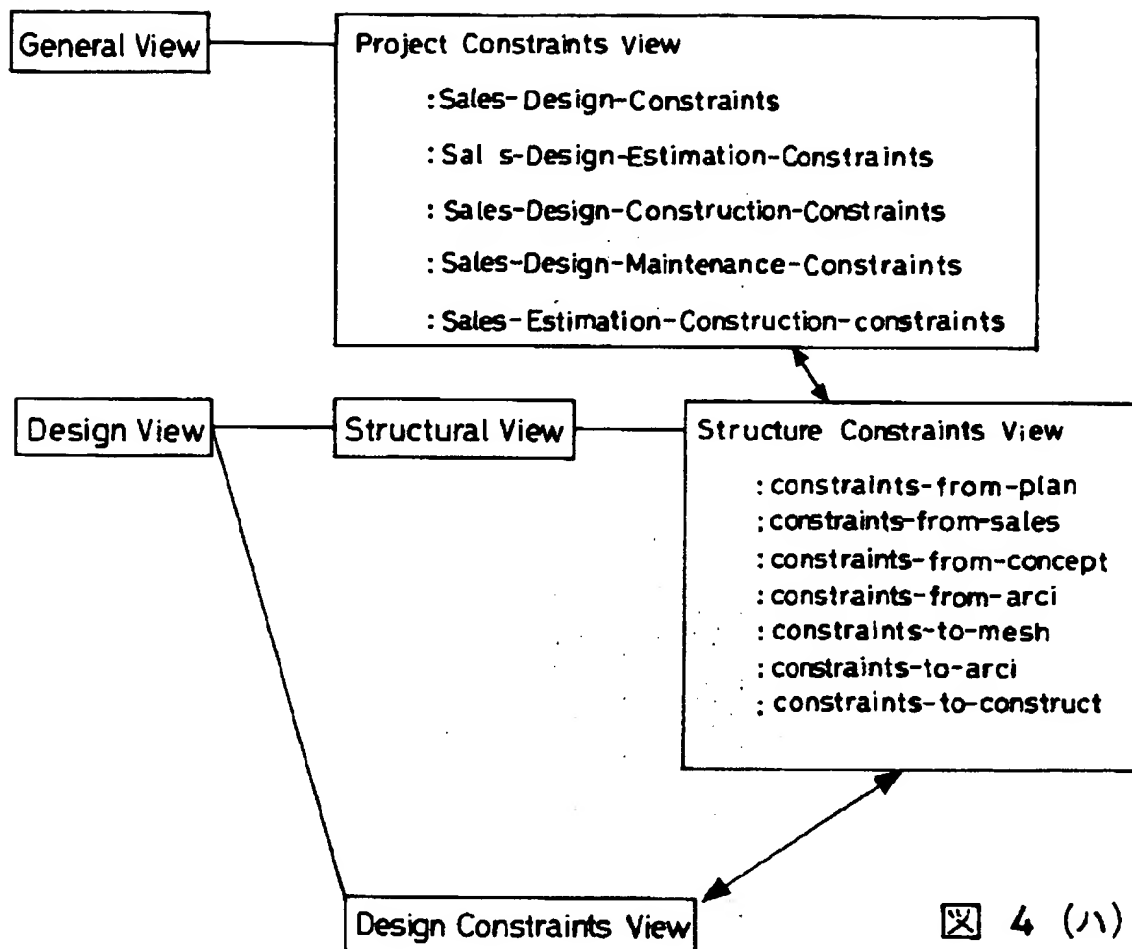 General View
Project Constraints View
:Sales-Design-Constraints
:Sal s-Design-Estimation-Constraints
:Sales-Design-Construction-Constraints
:Sales-Design-Maintenance-Constraints
:Sales-Estimation-Construction-constraints
Design View
Structural View
Structure Constraints View
:constraints-from-plan
:constraints-from-sales
:constraints-from-concept
:constraints-from-arci
:constraints-to-mesh
:constraints-to-arci
:constraints-to-construct
Design Constraints View
図 4 (ハ)